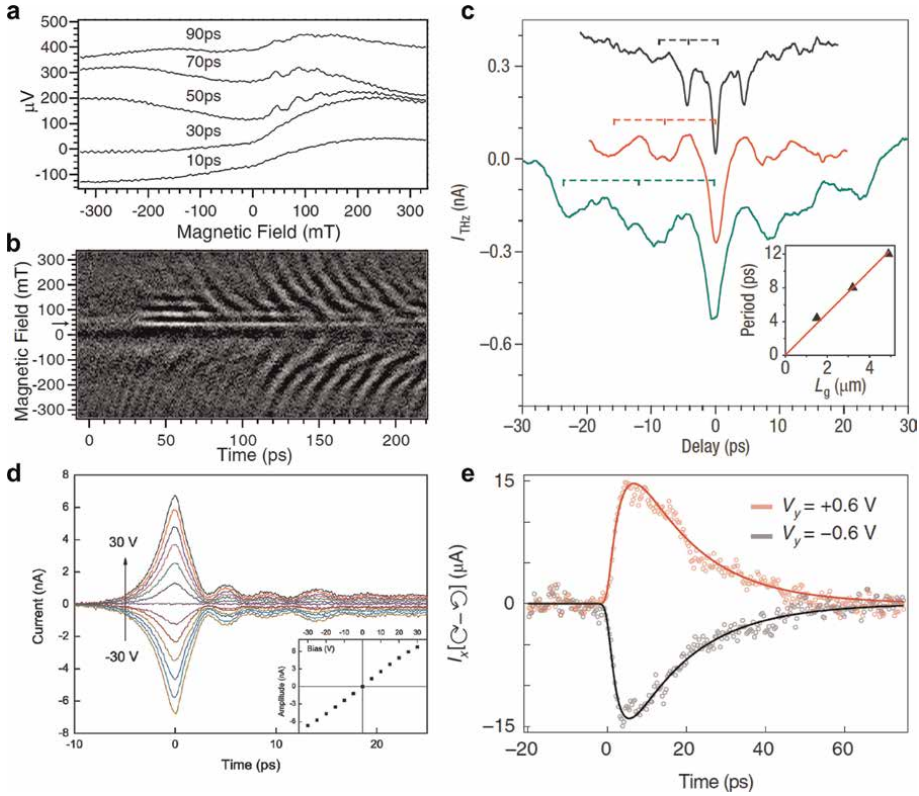 a
500
400
300
200
100
0
-100
µV
90ps
70ps
50ps
30ps
10ps
-300 -200 -100 0 100 200 300
Magnetic Field (mT)
b
300
200
100
0
-100
-200
-300
Magnetic Field (mT)
0 50 100 150 200
Time (ps)
c
0.3
0.0
−0.3
−0.6
I_THz (nA)
−30 −20 −10 0 10 20 30
Delay (ps)
12
8
4
0
Period (ps)
0 2 4
L_g (µm)
d
8
6
4
2
0
-2
-4
-6
8
Current (nA)
30 V
-30 V
-10 0 10 20
Time (ps)
-30 -20 -10 0 10 20 30
Bias (V)
6
3
0
-3
-6
Amplitude (nA)
e
15
0
−15
I_x[↻−↺] (µA)
V_y = +0.6 V
V_y = −0.6 V
−20 0 20 40 60
Time (ps)